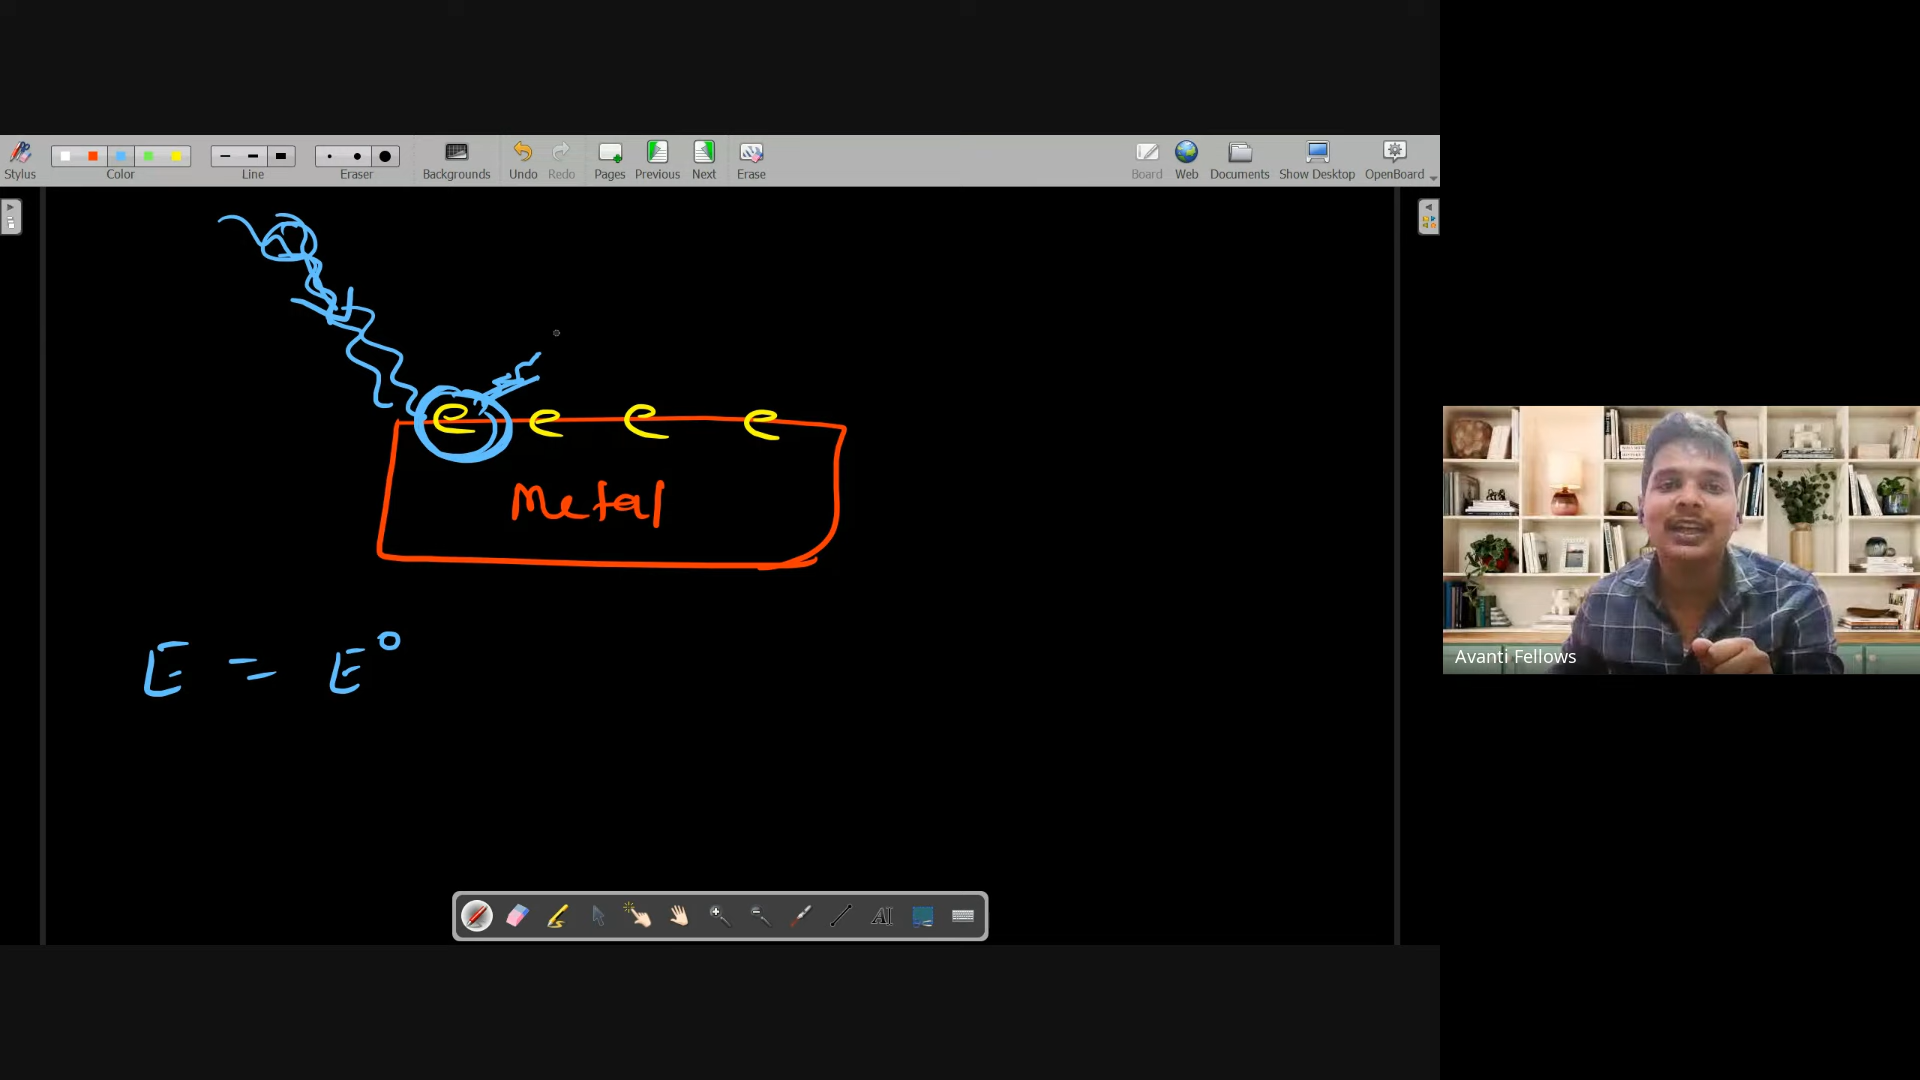 Stylus
Color
Line
Eraser
Backgrounds
Undo
Redo
Pages
Previous
Next
Erase
Board
Web
Documents
Show Desktop
OpenBoard
e e e e
Metal
E = E°
Avanti Fellows